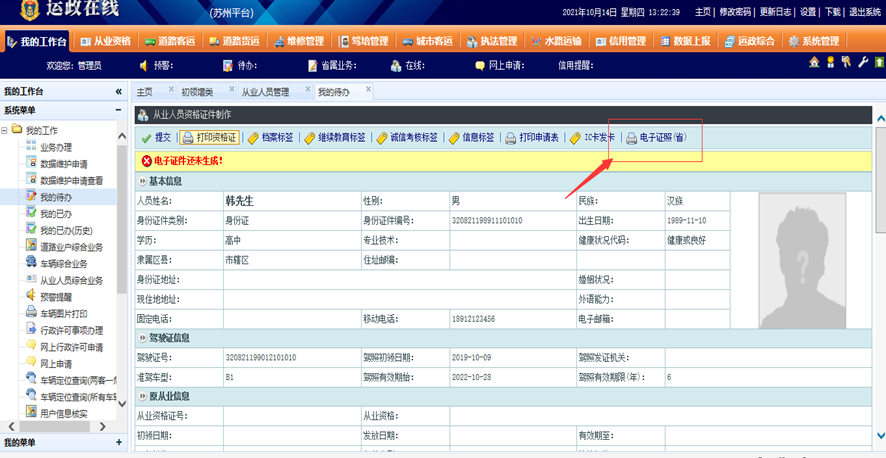 运政在线
(苏州平台)
2021年10月14日 星期四 13:22:39
主页 | 修改密码 | 更新日志 | 设置 | 下载 | 退出系统
我的工作台 从业资格 道路客运 道路货运 维修管理 驾培管理 城市客运 执法管理 水路运输 信用管理 数据上报 运政综合 系统管理
欢迎您: 管理员 预警: 待办: 省属业务: 在线: 网上申请: 信用提醒:
我的工作台 «
主页 初领增类 从业人员管理 我的待办
系统菜单 −
我的工作
业务办理
数据维护申请
数据维护申请查看
我的待办
我的已办
我的已办(历史)
道路业户综合业务
车辆综合业务
从业人员综合业务
预警提醒
车辆图片打印
行政许可事项办理
网上行政许可申请
网上申请
车辆定位查询(两客一危
车辆定位查询(所有车辆
用户信息核实
我的菜单 +
从业人员资格证件制作
提交 打印资格证 档案标签 继续教育标签 诚信考核标签 信息标签 打印申请表 IC卡发卡 电子证照(省)
电子证件还未生成!
基本信息
人员姓名: 韩先生 性别: 男 民族: 汉族
身份证件类别: 身份证 身份证件编号: 320821198911101010 出生日期: 1989-11-10
学历: 高中 专业技术: 健康状况代码: 健康或良好
隶属区县: 市辖区 住址邮编:
身份证地址: 婚姻状况:
现住地地址: 外语能力:
固定电话: 移动电话: 18912123456 电子邮箱:
驾驶证信息
驾驶证号: 320821199012101010 驾照初领日期: 2019-10-09 驾照发证机关:
准驾车型: B1 驾照有效期始: 2022-10-28 驾照有效期限(年): 6
原从业信息
从业资格证号: 从业资格:
初领日期: 发放日期: 有效期至: